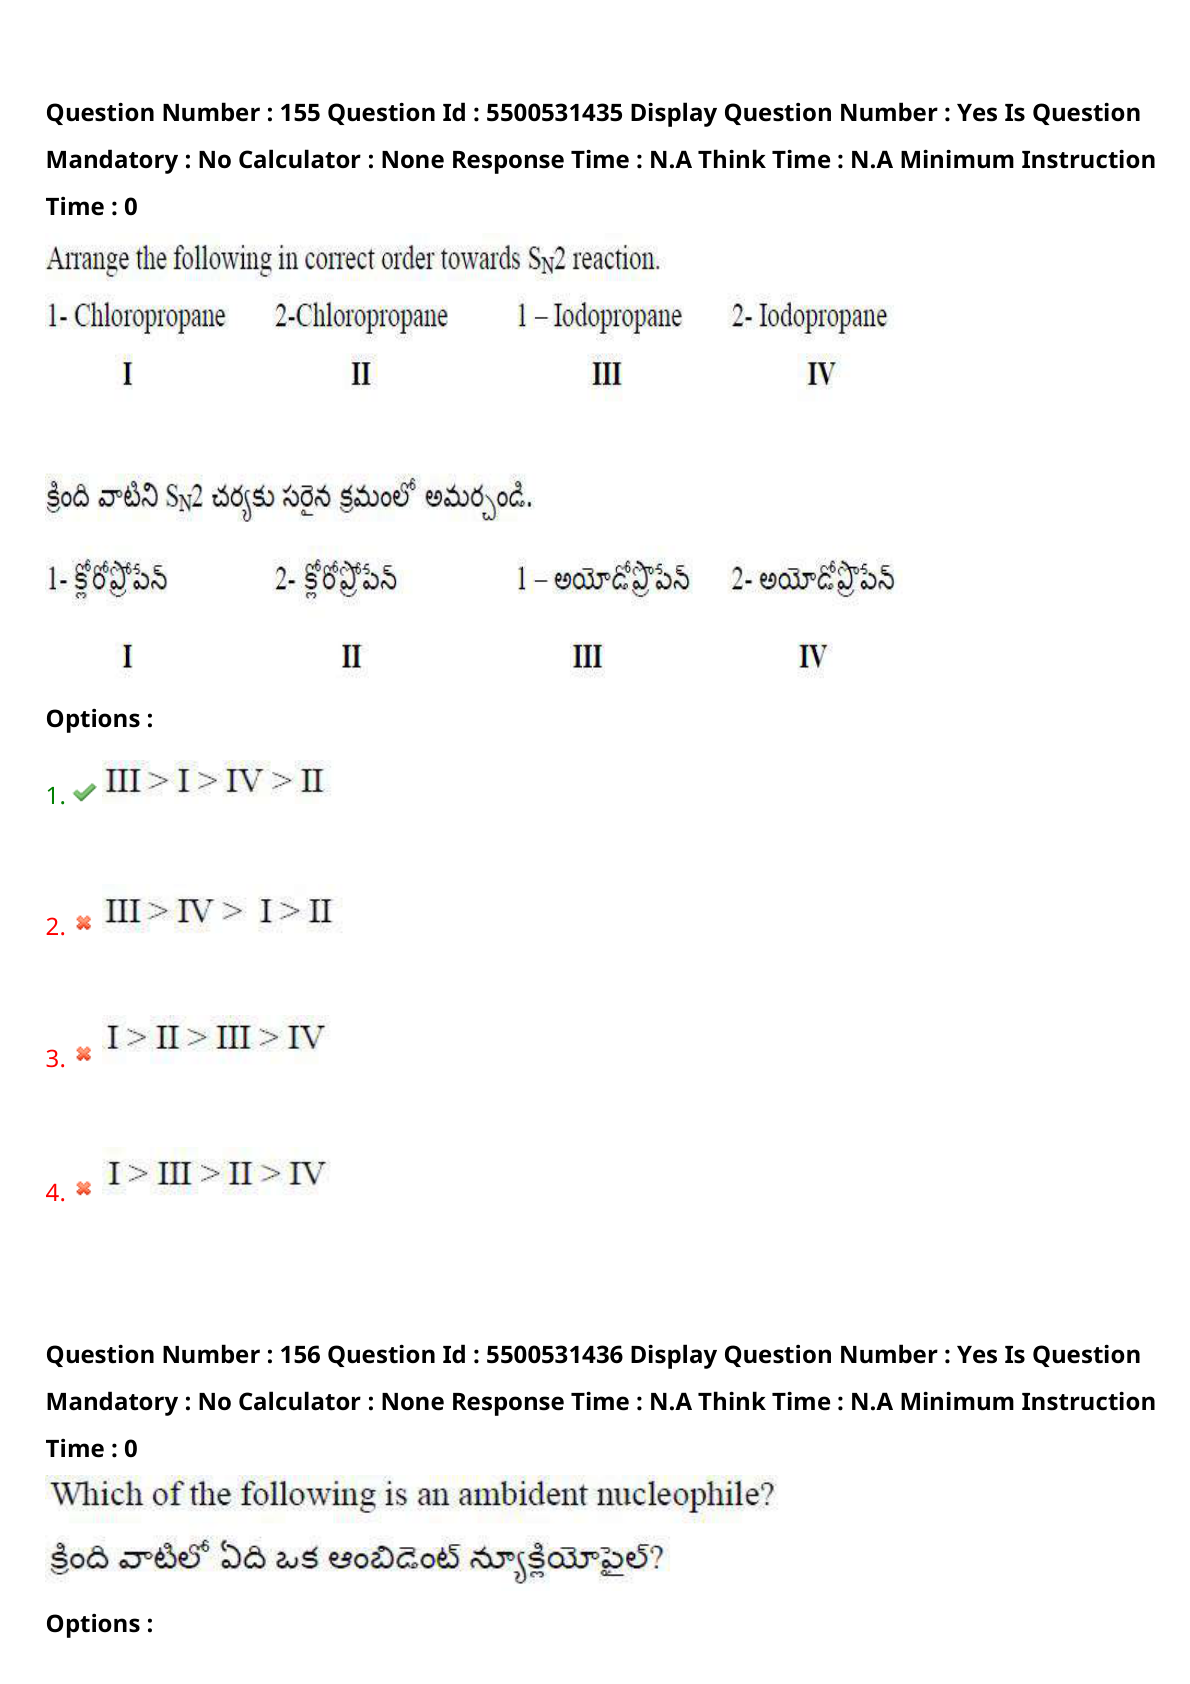 Question Number : 155 Question Id : 5500531435 Display Question Number : Yes Is Question
Mandatory : No Calculator : None Response Time : N.A Think Time : N.A Minimum Instruction
Time : 0
Arrange the following in correct order towards SN2 reaction.
1- Chloropropane 2-Chloropropane 1 – Iodopropane 2- Iodopropane
I II III IV
క్రింది వాటిని SN2 చర్యకు సరైన క్రమంలో అమర్చండి.
1- క్లోరోప్రోపేన్ 2- క్లోరోప్రోపేన్ 1 – అయోడోప్రొపేన్ 2- అయోడోప్రొపేన్
I II III IV
Options :
1. III > I > IV > II
2. III > IV > I > II
3. I > II > III > IV
4. I > III > II > IV
Question Number : 156 Question Id : 5500531436 Display Question Number : Yes Is Question
Mandatory : No Calculator : None Response Time : N.A Think Time : N.A Minimum Instruction
Time : 0
Which of the following is an ambident nucleophile?
క్రింది వాటిలో ఏది ఒక ఆంబిడెంట్ న్యూక్లియోఫైల్?
Options :